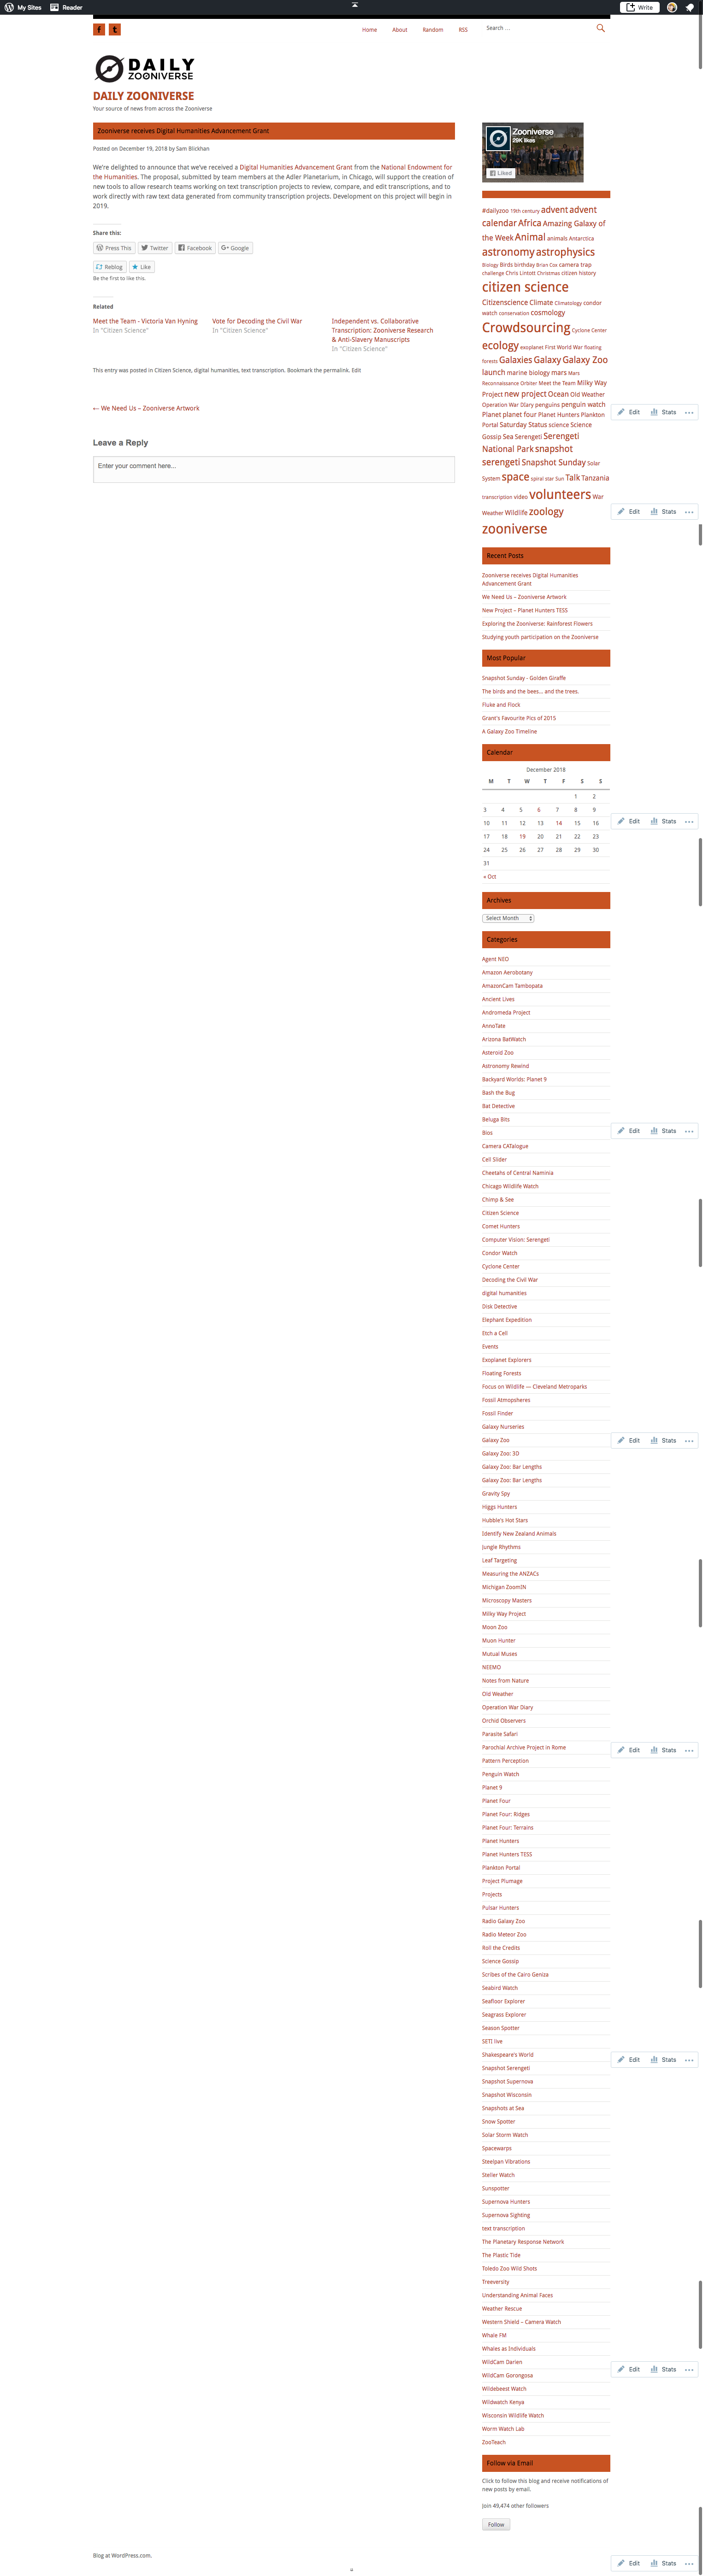 My Sites
Reader
Write
Home
About
Random
RSS
Search …
DAILY
ZOONIVERSE
DAILY ZOONIVERSE
Your source of news from across the Zooniverse
Zooniverse receives Digital Humanities Advancement Grant
Posted on December 19, 2018 by Sam Blickhan
We're delighted to announce that we've received a Digital Humanities Advancement Grant from the National Endowment for
the Humanities. The proposal, submitted by team members at the Adler Planetarium, in Chicago, will support the creation of
new tools to allow research teams working on text transcription projects to review, compare, and edit transcriptions, and to
work directly with raw text data generated from community transcription projects. Development on this project will begin in
2019.
Share this:
Press This
Twitter
Facebook
Google
Reblog
Like
Be the first to like this.
Related
Meet the Team - Victoria Van Hyning
In "Citizen Science"
Vote for Decoding the Civil War
In "Citizen Science"
Independent vs. Collaborative
Transcription: Zooniverse Research
& Anti-Slavery Manuscripts
In "Citizen Science"
This entry was posted in Citizen Science, digital humanities, text transcription. Bookmark the permalink. Edit
← We Need Us – Zooniverse Artwork
Leave a Reply
Enter your comment here...
Zooniverse
29K likes
Liked
#dailyzoo 19th century advent advent
calendar Africa Amazing Galaxy of
the Week Animal animals Antarctica
astronomy astrophysics
Biology Birds birthday Brian Cox camera trap
challenge Chris Lintott Christmas citizen history
citizen science
Citizenscience Climate Climatology condor
watch conservation cosmology
Crowdsourcing Cyclone Center
ecology exoplanet First World War floating
forests Galaxies Galaxy Galaxy Zoo
launch marine biology mars Mars
Reconnaissance Orbiter Meet the Team Milky Way
Project new project Ocean Old Weather
Operation War Diary penguins penguin watch
Planet planet four Planet Hunters Plankton
Portal Saturday Status science Science
Gossip Sea Serengeti Serengeti
National Park snapshot
serengeti Snapshot Sunday Solar
System space spiral star Sun Talk Tanzania
transcription video volunteers War
Weather Wildlife zoology
zooniverse
Edit Stats
Edit Stats
Recent Posts
Zooniverse receives Digital Humanities
Advancement Grant
We Need Us – Zooniverse Artwork
New Project – Planet Hunters TESS
Exploring the Zooniverse: Rainforest Flowers
Studying youth participation on the Zooniverse
Most Popular
Snapshot Sunday - Golden Giraffe
The birds and the bees... and the trees.
Fluke and Flock
Grant's Favourite Pics of 2015
A Galaxy Zoo Timeline
Calendar
December 2018
M T W T F S S
1 2
3 4 5 6 7 8 9
10 11 12 13 14 15 16
17 18 19 20 21 22 23
24 25 26 27 28 29 30
31
« Oct
Edit Stats
Archives
Select Month
Categories
Agent NEO
Amazon Aerobotany
AmazonCam Tambopata
Ancient Lives
Andromeda Project
AnnoTate
Arizona BatWatch
Asteroid Zoo
Astronomy Rewind
Backyard Worlds: Planet 9
Bash the Bug
Bat Detective
Beluga Bits
Bios
Edit Stats
Camera CATalogue
Cell Slider
Cheetahs of Central Naminia
Chicago Wildlife Watch
Chimp & See
Citizen Science
Comet Hunters
Computer Vision: Serengeti
Condor Watch
Cyclone Center
Decoding the Civil War
digital humanities
Disk Detective
Elephant Expedition
Etch a Cell
Events
Exoplanet Explorers
Floating Forests
Focus on Wildlife — Cleveland Metroparks
Fossil Atmopsheres
Fossil Finder
Galaxy Nurseries
Galaxy Zoo
Edit Stats
Galaxy Zoo: 3D
Galaxy Zoo: Bar Lengths
Galaxy Zoo: Bar Lengths
Gravity Spy
Higgs Hunters
Hubble's Hot Stars
Identify New Zealand Animals
Jungle Rhythms
Leaf Targeting
Measuring the ANZACs
Michigan ZoomIN
Microscopy Masters
Milky Way Project
Moon Zoo
Muon Hunter
Mutual Muses
NEEMO
Notes from Nature
Old Weather
Operation War Diary
Orchid Observers
Parasite Safari
Parochial Archive Project in Rome
Edit Stats
Pattern Perception
Penguin Watch
Planet 9
Planet Four
Planet Four: Ridges
Planet Four: Terrains
Planet Hunters
Planet Hunters TESS
Plankton Portal
Project Plumage
Projects
Pulsar Hunters
Radio Galaxy Zoo
Radio Meteor Zoo
Roll the Credits
Science Gossip
Scribes of the Cairo Geniza
Seabird Watch
Seafloor Explorer
Seagrass Explorer
Season Spotter
SETI live
Shakespeare's World
Edit Stats
Snapshot Serengeti
Snapshot Supernova
Snapshot Wisconsin
Snapshots at Sea
Snow Spotter
Solar Storm Watch
Spacewarps
Steelpan Vibrations
Steller Watch
Sunspotter
Supernova Hunters
Supernova Sighting
text transcription
The Planetary Response Network
The Plastic Tide
Toledo Zoo Wild Shots
Treeversity
Understanding Animal Faces
Weather Rescue
Western Shield – Camera Watch
Whale FM
Whales as Individuals
WildCam Darien
Edit Stats
WildCam Gorongosa
Wildebeest Watch
Wildwatch Kenya
Wisconsin Wildlife Watch
Worm Watch Lab
ZooTeach
Follow via Email
Click to follow this blog and receive notifications of
new posts by email.
Join 49,474 other followers
Follow
Blog at WordPress.com.
Edit Stats